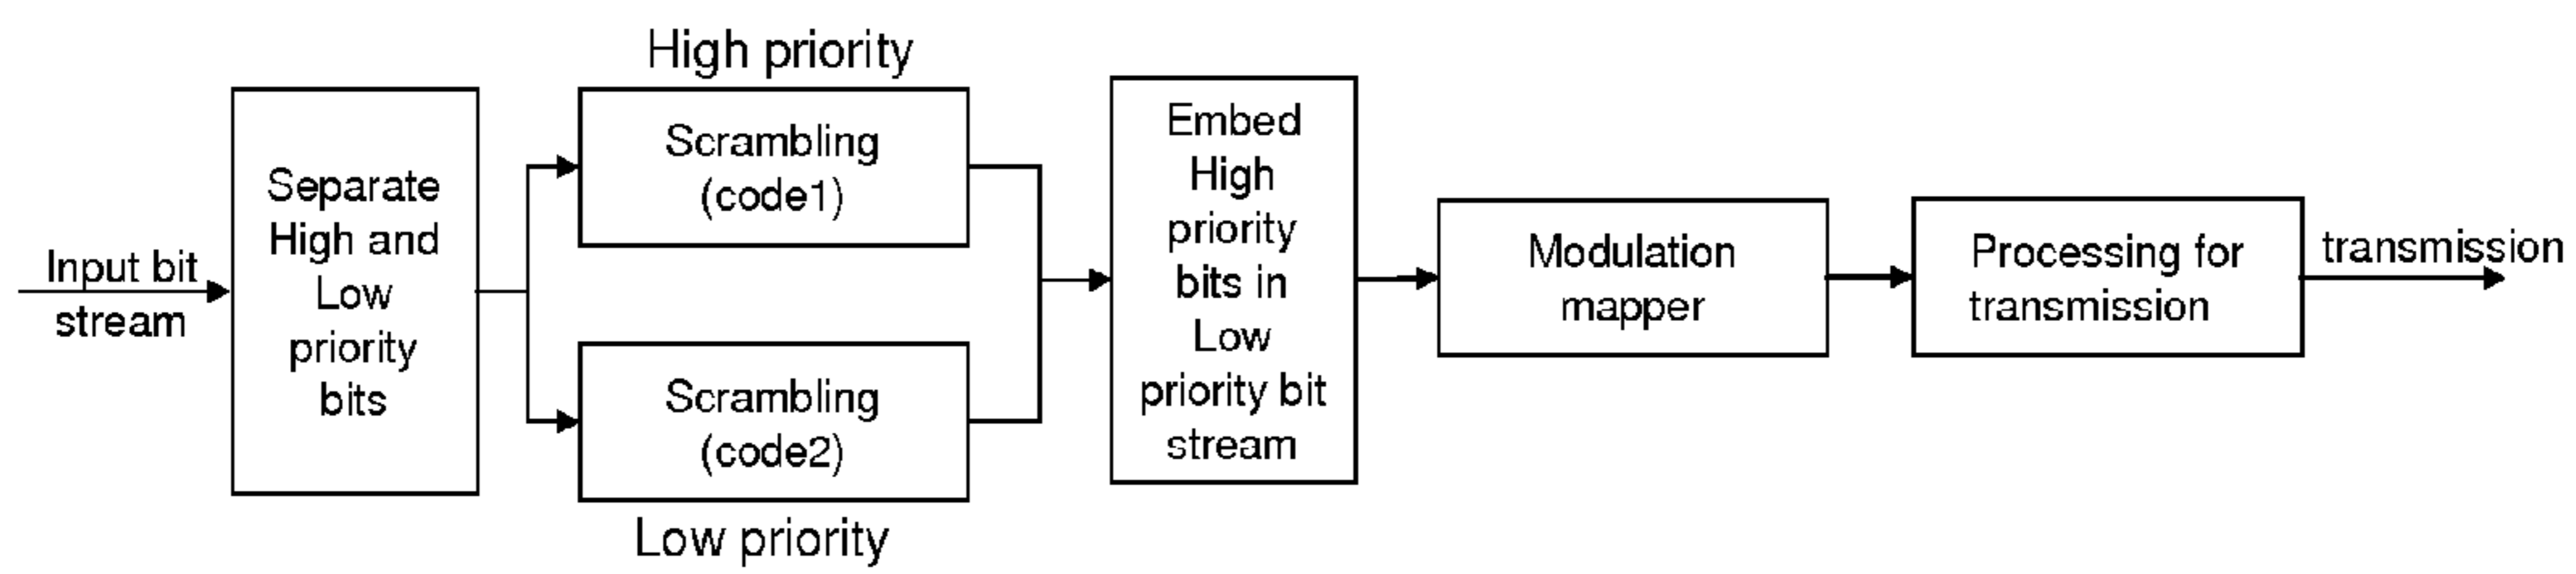 Input bit
stream
Separate
High and
Low
priority
bits
High priority
Scrambling
(code1)
Scrambling
(code2)
Low priority
Embed
High
priority
bits in
Low
priority bit
stream
Modulation
mapper
Processing for
transmission
transmission